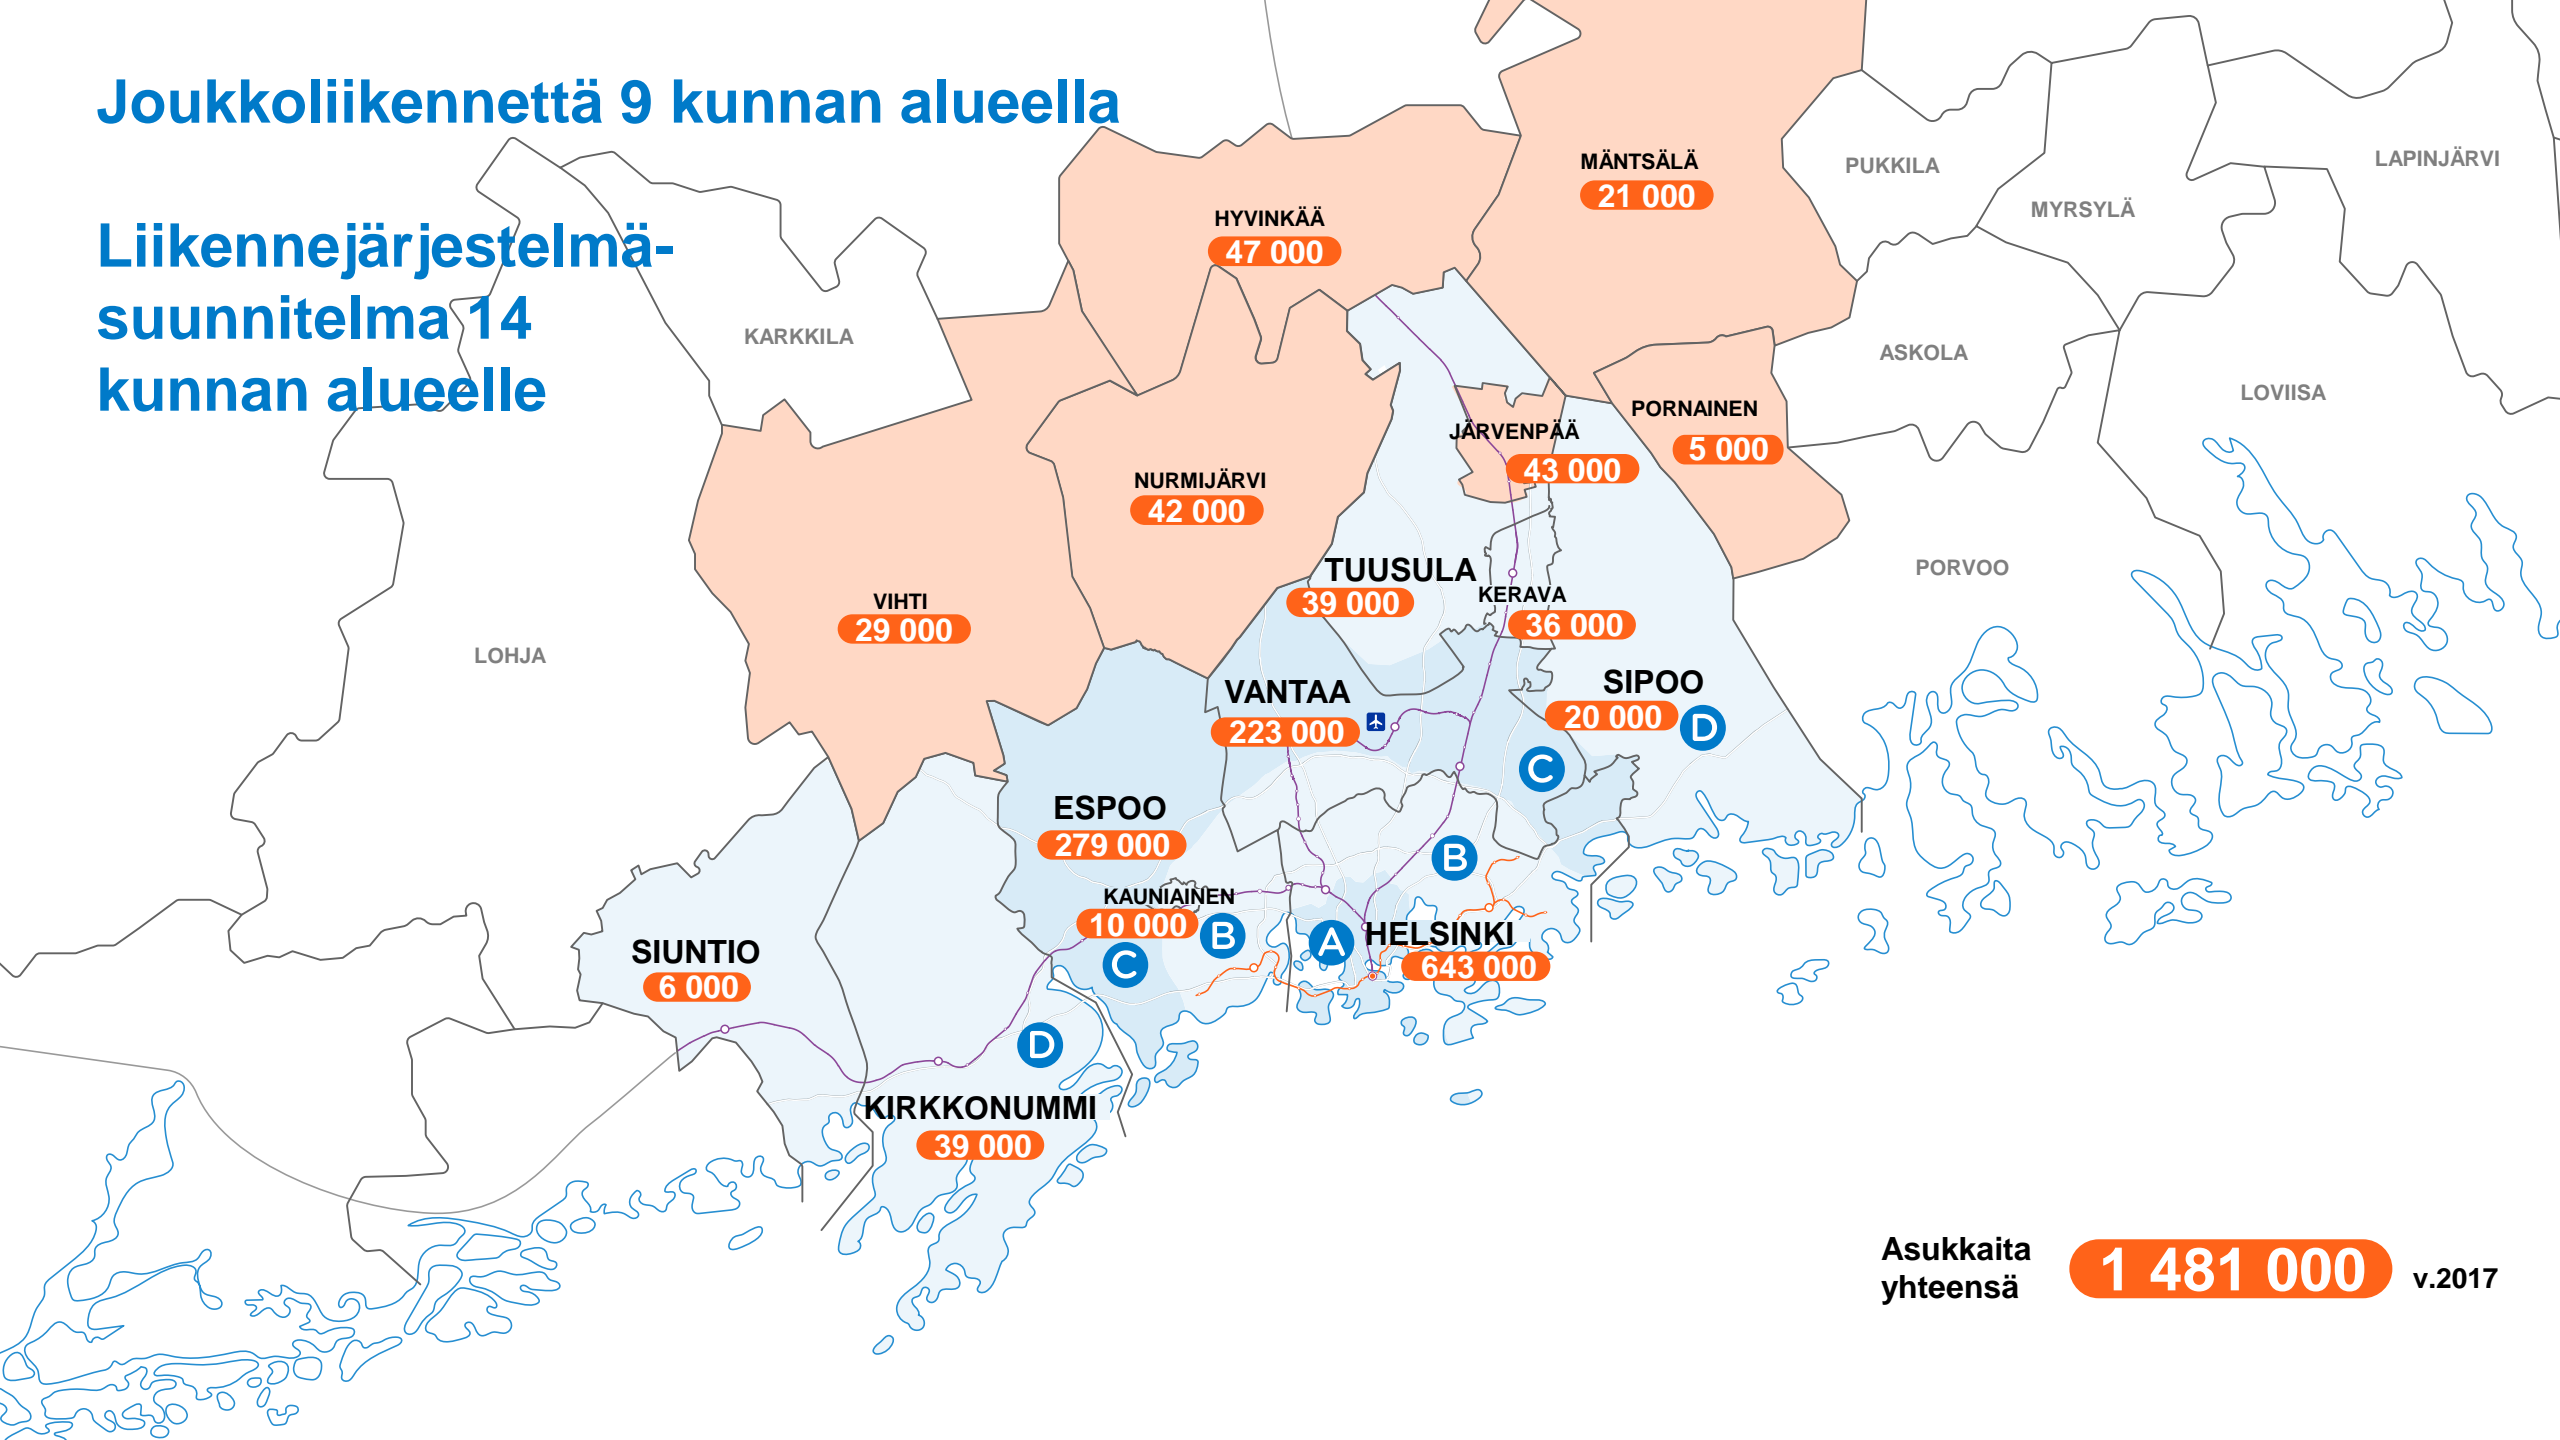 Joukkoliikennettä 9 kunnan alueella
Liikennejärjestelmä-
suunnitelma 14
kunnan alueelle
MÄNTSÄLÄ
21 000
PUKKILA
LAPINJÄRVI
MYRSYLÄ
HYVINKÄÄ
47 000
KARKKILA
ASKOLA
LOVIISA
PORNAINEN
5 000
JÄRVENPÄÄ
43 000
NURMIJÄRVI
42 000
TUUSULA
39 000
KERAVA
36 000
PORVOO
VIHTI
29 000
LOHJA
VANTAA
223 000
SIPOO
20 000
D
C
ESPOO
279 000
B
KAUNIAINEN
10 000
B
C
A
HELSINKI
643 000
SIUNTIO
6 000
D
KIRKKONUMMI
39 000
Asukkaita
yhteensä
1 481 000
v.2017